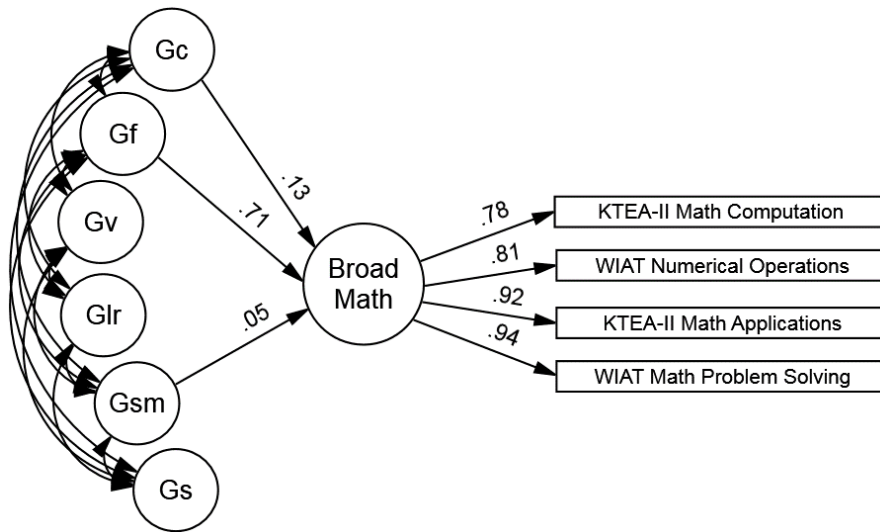 Gc
Gf
Gv
Glr
Gsm
Gs
.13
.71
.05
Broad
Math
.78
.81
.92
.94
KTEA-II Math Computation
WIAT Numerical Operations
KTEA-II Math Applications
WIAT Math Problem Solving